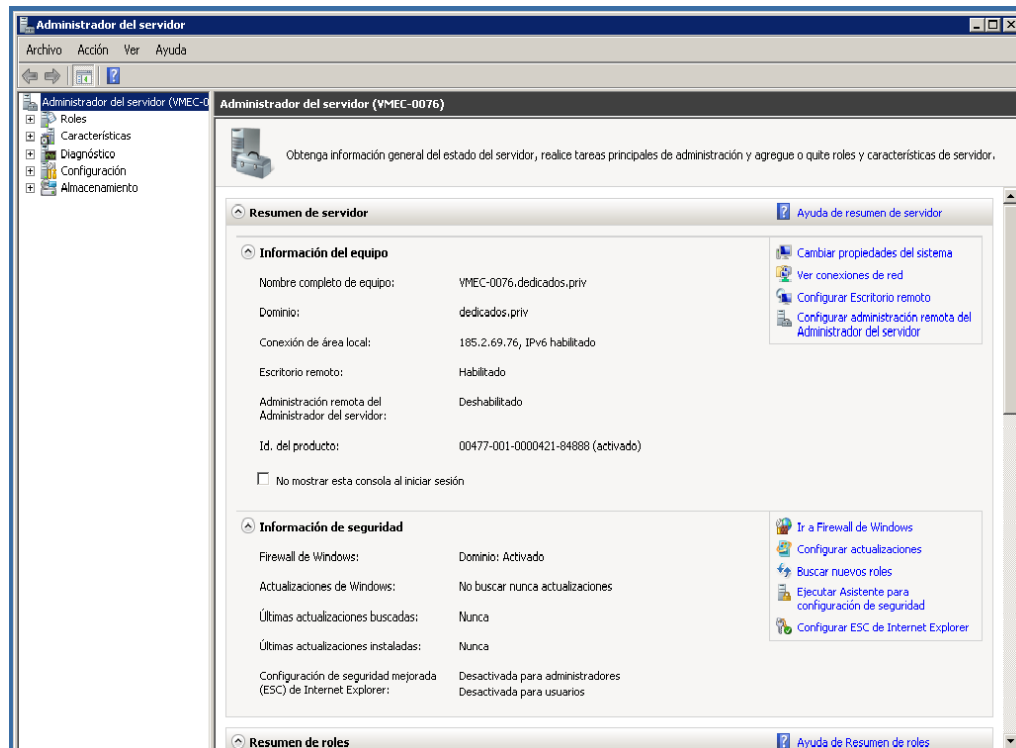 Administrador del servidor
Archivo Acción Ver Ayuda
Administrador del servidor (VMEC-0
Roles
Características
Diagnóstico
Configuración
Almacenamiento
Administrador del servidor (VMEC-0076)
Obtenga información general del estado del servidor, realice tareas principales de administración y agregue o quite roles y características de servidor.
Resumen de servidor
Ayuda de resumen de servidor
Información del equipo
Nombre completo de equipo: VMEC-0076.dedicados.priv
Dominio: dedicados.priv
Conexión de área local: 185.2.69.76, IPv6 habilitado
Escritorio remoto: Habilitado
Administración remota del
Administrador del servidor: Deshabilitado
Id. del producto: 00477-001-0000421-84888 (activado)
No mostrar esta consola al iniciar sesión
Cambiar propiedades del sistema
Ver conexiones de red
Configurar Escritorio remoto
Configurar administración remota del
Administrador del servidor
Información de seguridad
Firewall de Windows: Dominio: Activado
Actualizaciones de Windows: No buscar nunca actualizaciones
Últimas actualizaciones buscadas: Nunca
Últimas actualizaciones instaladas: Nunca
Configuración de seguridad mejorada Desactivada para administradores
(ESC) de Internet Explorer: Desactivada para usuarios
Ir a Firewall de Windows
Configurar actualizaciones
Buscar nuevos roles
Ejecutar Asistente para
configuración de seguridad
Configurar ESC de Internet Explorer
Resumen de roles
Ayuda de Resumen de roles